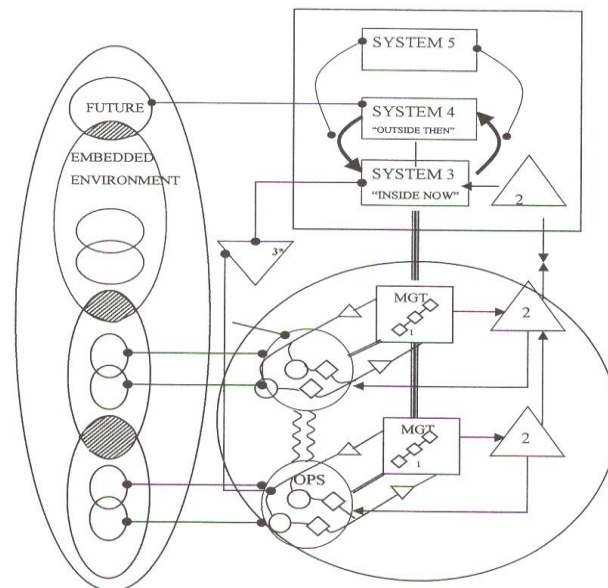 SYSTEM 5
FUTURE
SYSTEM 4
"OUTSIDE THEN"
EMBEDDED
ENVIRONMENT
SYSTEM 3
"INSIDE NOW"
2
3*
MGT
1
2
MGT
1
2
OPS